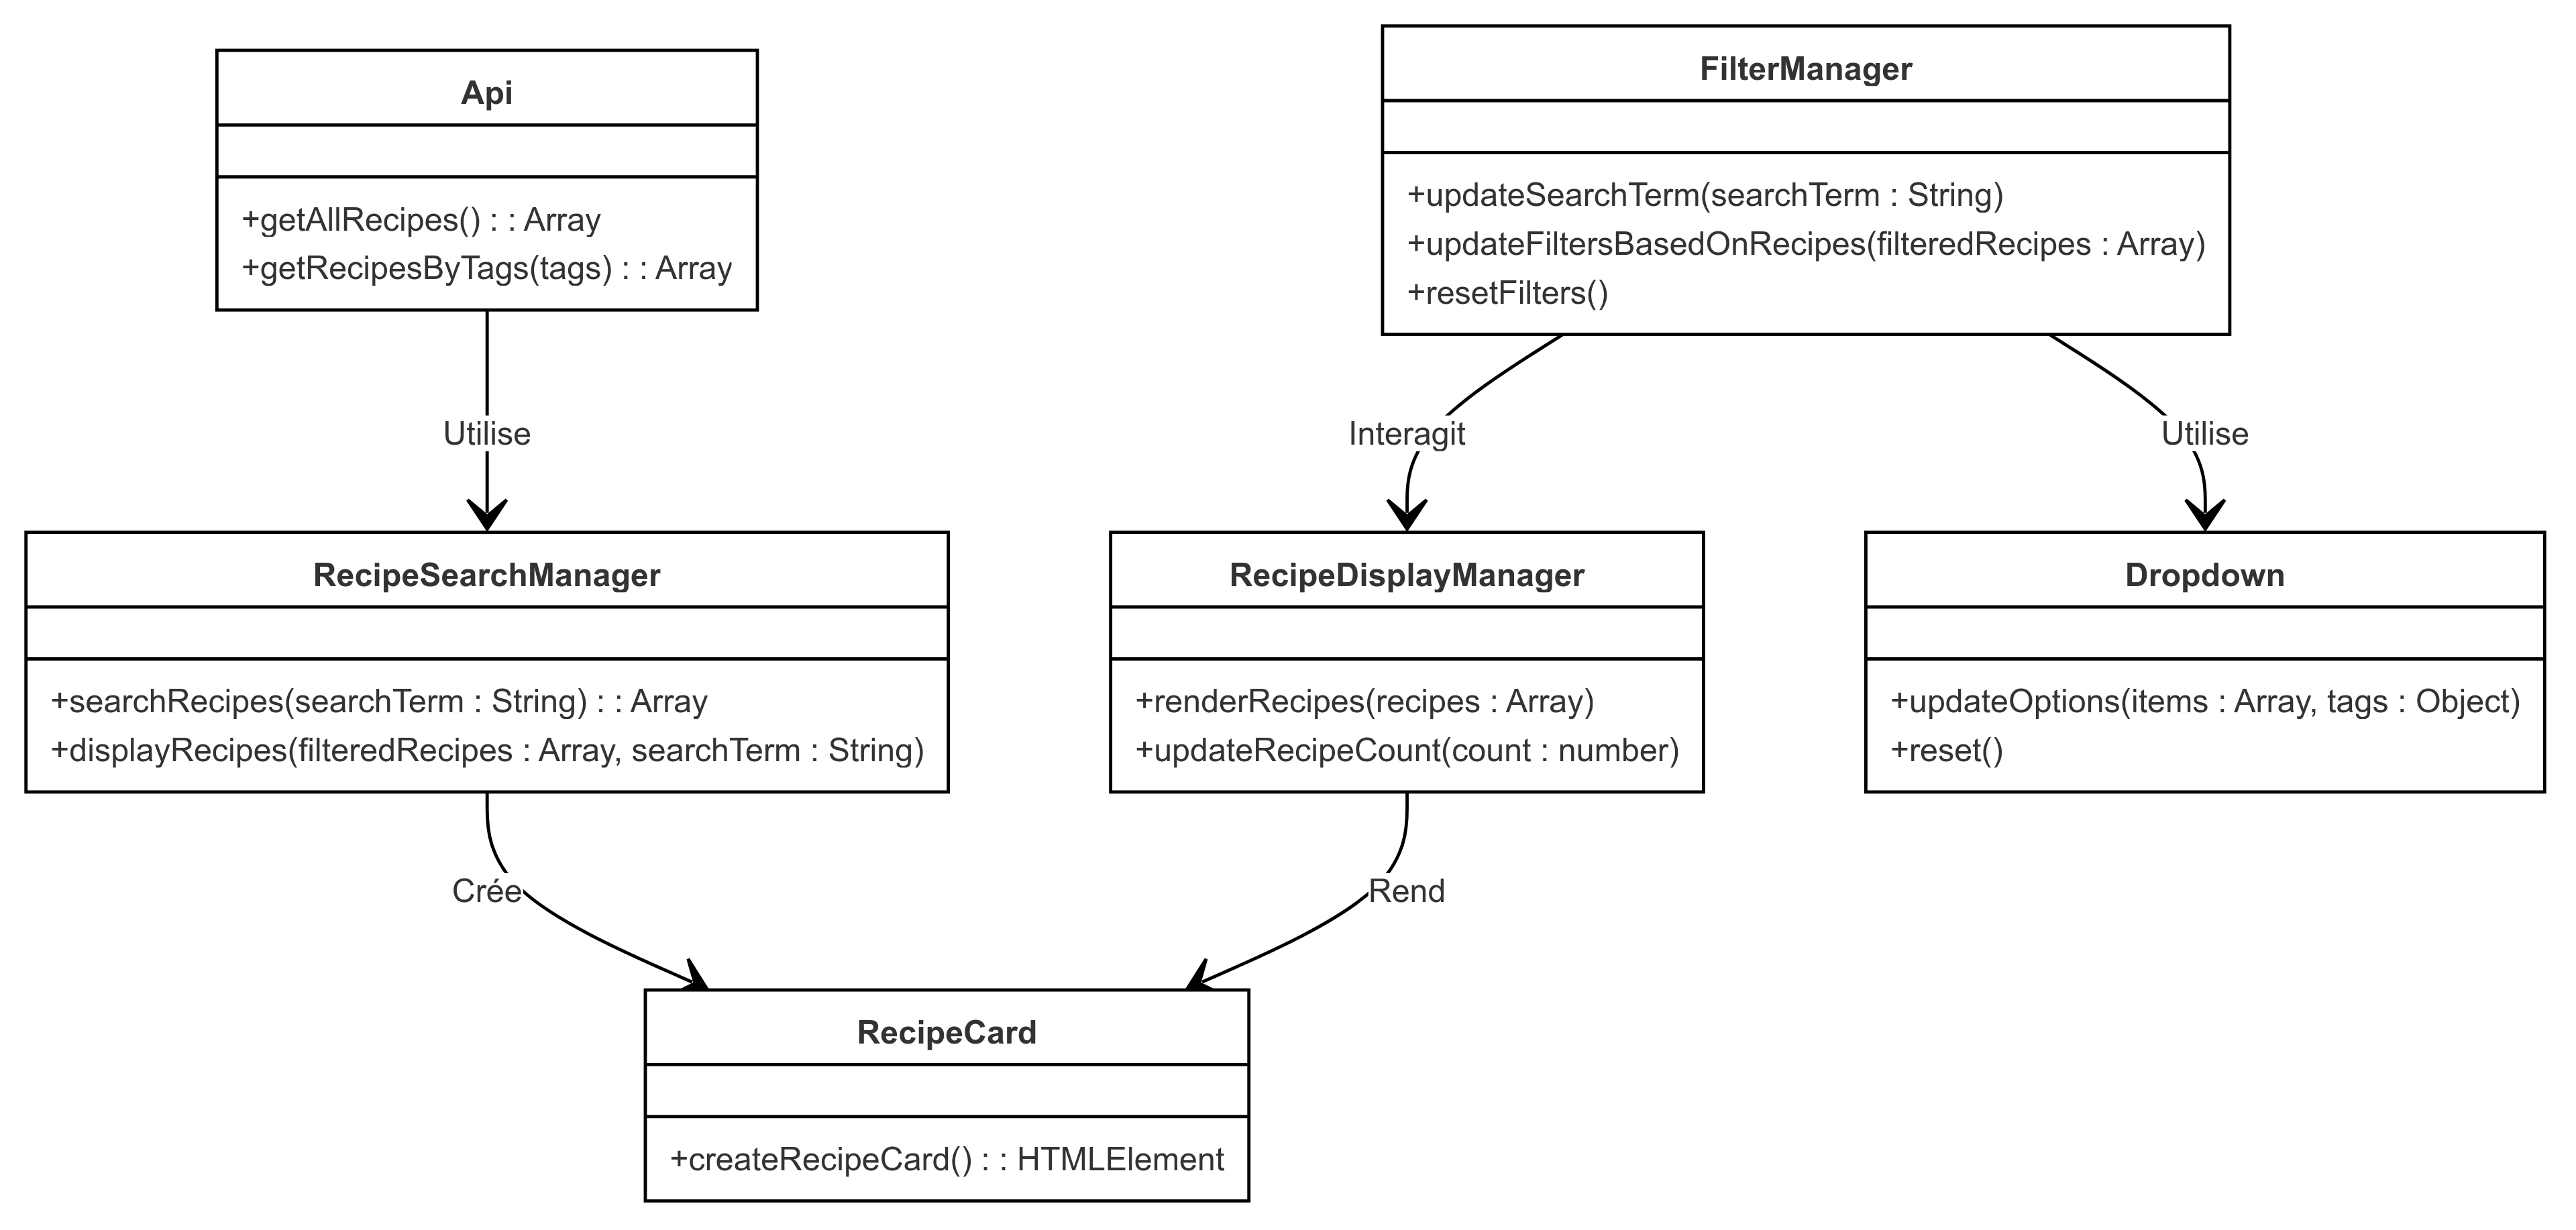 Api
+getAllRecipes() : : Array
+getRecipesByTags(tags) : : Array
FilterManager
+updateSearchTerm(searchTerm : String)
+updateFiltersBasedOnRecipes(filteredRecipes : Array)
+resetFilters()
Utilise
Interagit
Utilise
RecipeSearchManager
+searchRecipes(searchTerm : String) : : Array
+displayRecipes(filteredRecipes : Array, searchTerm : String)
RecipeDisplayManager
+renderRecipes(recipes : Array)
+updateRecipeCount(count : number)
Dropdown
+updateOptions(items : Array, tags : Object)
+reset()
Crée
Rend
RecipeCard
+createRecipeCard() : : HTMLElement